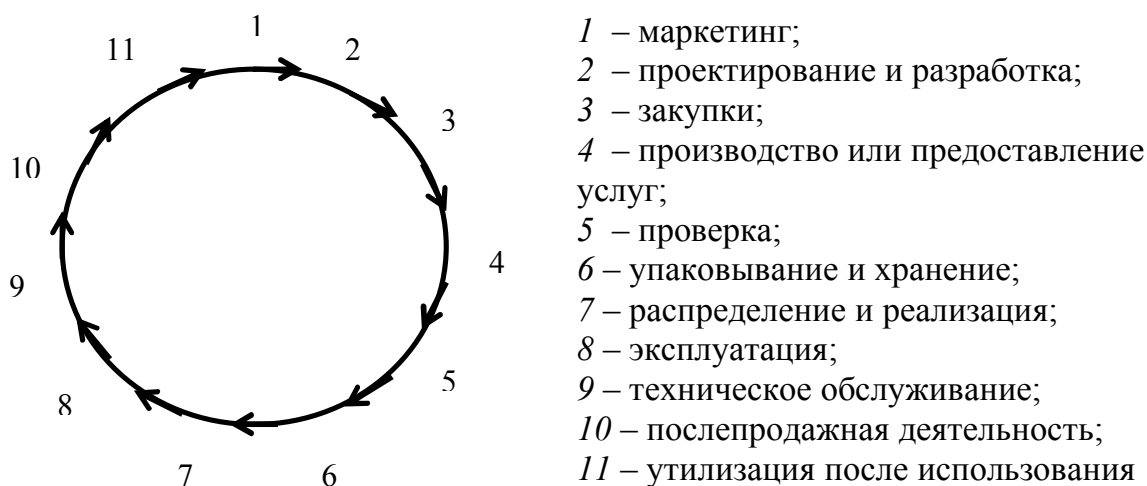 1
2
3
4
5
6
7
8
9
10
11
1 – маркетинг;
2 – проектирование и разработка;
3 – закупки;
4 – производство или предоставление
услуг;
5 – проверка;
6 – упаковывание и хранение;
7 – распределение и реализация;
8 – эксплуатация;
9 – техническое обслуживание;
10 – послепродажная деятельность;
11 – утилизация после использования